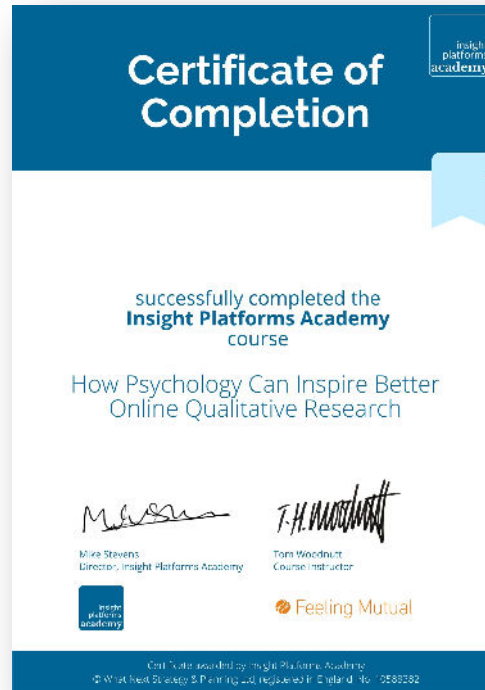 Certificate of
Completion
insight
platforms
academy
successfully completed the
Insight Platforms Academy
course
How Psychology Can Inspire Better
Online Qualitative Research
T.H. Woodnutt
Mike Stevens
Director, Insight Platforms Academy
Tom Woodnutt
Course Instructor
insight
platforms
academy
Feeling Mutual
Certificate awarded by Insight Platforms Academy
© What Next Strategy & Planning Ltd, registered in England No. 10589382